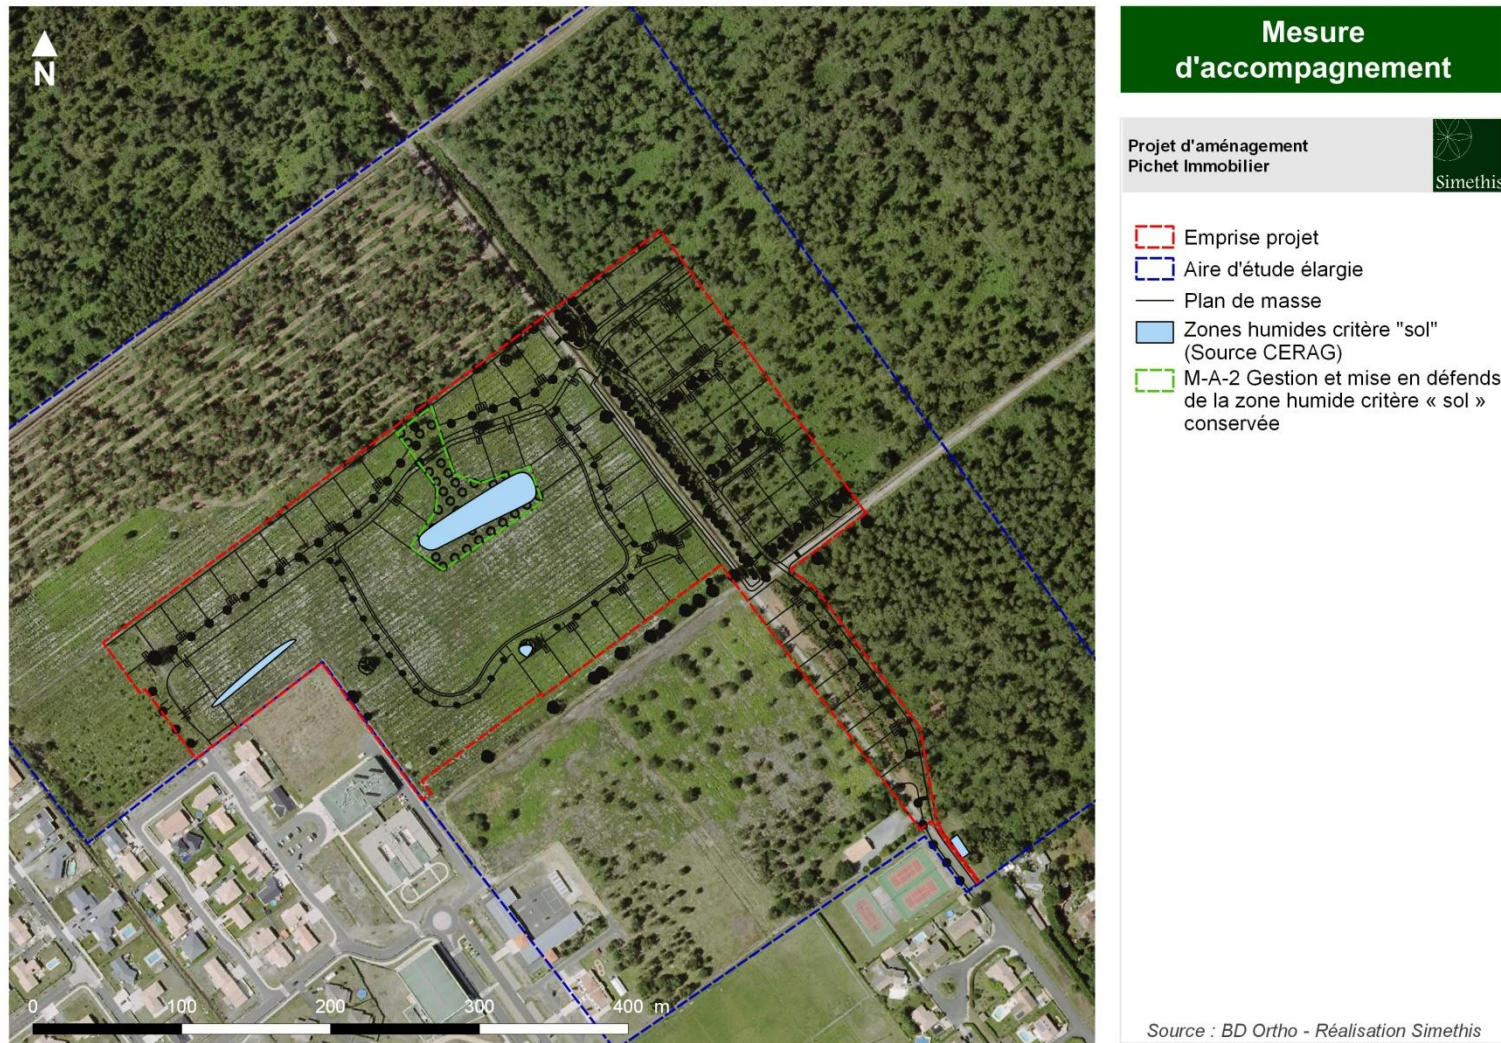 N
0 100 200 300 400 m
Mesure
d'accompagnement
Projet d'aménagement
Pichet Immobilier
Simethis
Emprise projet
Aire d'étude élargie
Plan de masse
Zones humides critère "sol"
(Source CERAG)
M-A-2 Gestion et mise en défends
de la zone humide critère « sol »
conservée
Source : BD Ortho - Réalisation Simethis